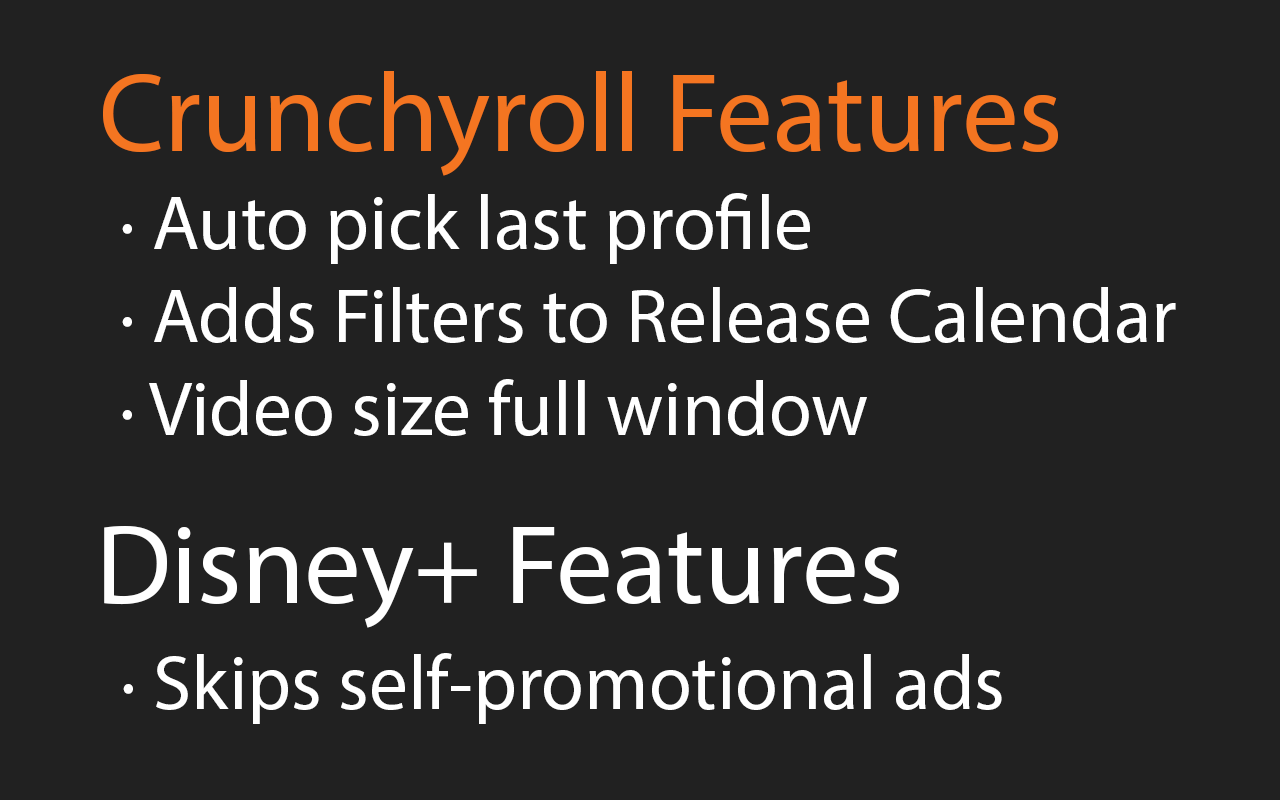 Crunchyroll Features
· Auto pick last profile
· Adds Filters to Release Calendar
· Video size full window
Disney+ Features
· Skips self-promotional ads